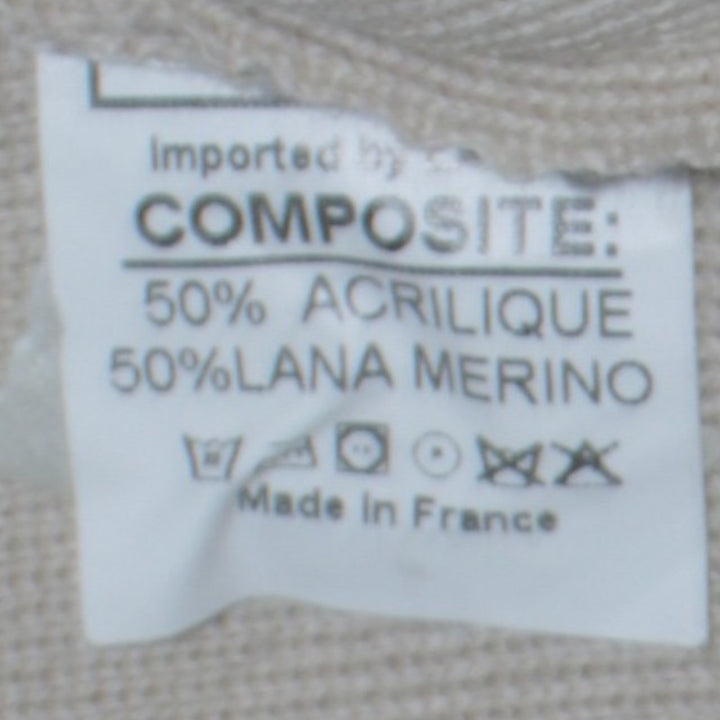 Imported by
COMPOSITE:
50% ACRILIQUE
50%LANA MERINO
Made in France